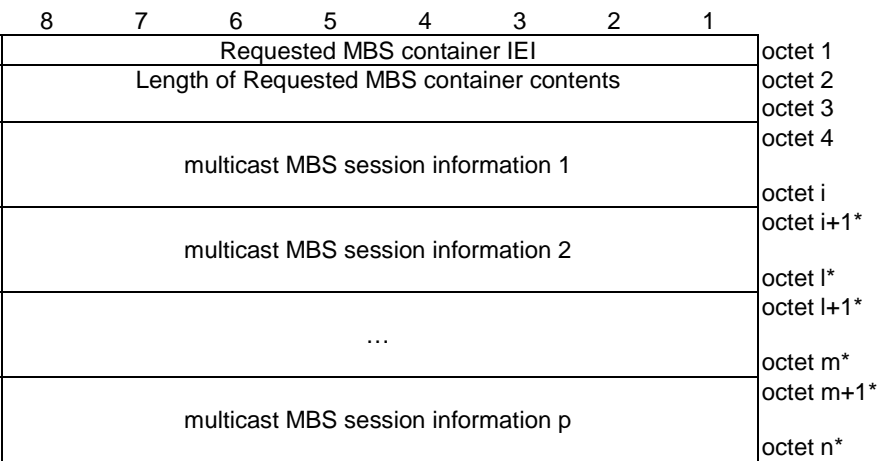 8 7 6 5 4 3 2 1
Requested MBS container IEI octet 1
Length of Requested MBS container contents octet 2
octet 3
octet 4
multicast MBS session information 1
octet i
octet i+1*
multicast MBS session information 2
octet l*
octet l+1*
…
octet m*
octet m+1*
multicast MBS session information p
octet n*